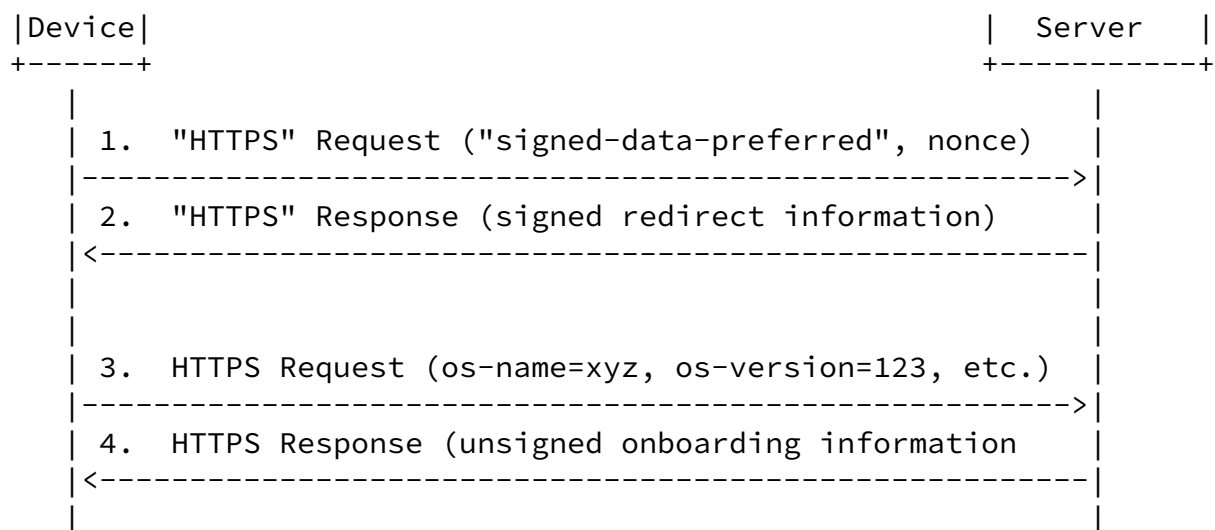 |Device| | Server |
+------+ +-----------+
1. "HTTPS" Request ("signed-data-preferred", nonce)
2. "HTTPS" Response (signed redirect information)
3. HTTPS Request (os-name=xyz, os-version=123, etc.)
4. HTTPS Response (unsigned onboarding information